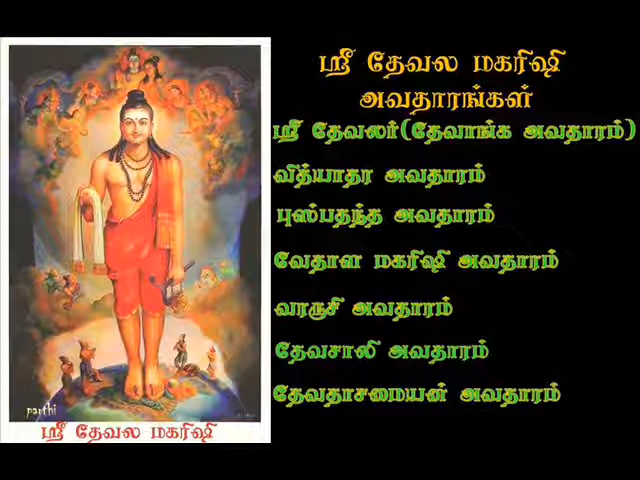 ஸ்ரீ தேவல மகரிஷி
அவதாரங்கள்
ஸ்ரீ தேவலர்(தேவாங்க அவதாரம்)
வித்யாதர அவதாரம்
புஸ்பதந்த அவதாரம்
வேதாள மகரிஷி அவதாரம்
வரருசி அவதாரம்
தேவசாலி அவதாரம்
தேவதாசமையன் அவதாரம்
parthi
ஸ்ரீ தேவல மகரிஷி